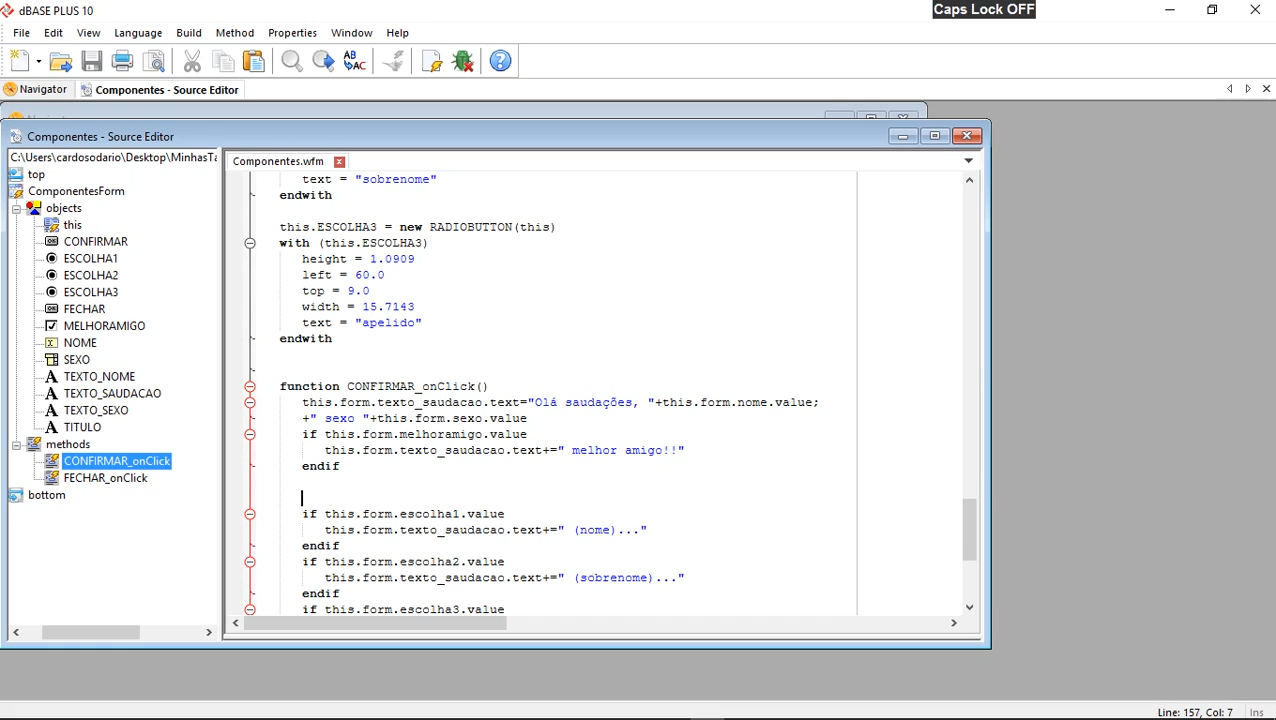 dBASE PLUS 10
Caps Lock OFF
File Edit View Language Build Method Properties Window Help
Navigator Componentes - Source Editor
Componentes - Source Editor
C:\Users\cardosodario\Desktop\MinhasTa
top
ComponentesForm
objects
this
CONFIRMAR
ESCOLHA1
ESCOLHA2
ESCOLHA3
FECHAR
MELHORAMIGO
NOME
SEXO
TEXTO_NOME
TEXTO_SAUDACAO
TEXTO_SEXO
TITULO
methods
CONFIRMAR_onClick
FECHAR_onClick
bottom
Componentes.wfm
text = "sobrenome"
endwith
this.ESCOLHA3 = new RADIOBUTTON(this)
with (this.ESCOLHA3)
height = 1.0909
left = 60.0
top = 9.0
width = 15.7143
text = "apelido"
endwith
function CONFIRMAR_onClick()
this.form.texto_saudacao.text="Olá saudações, "+this.form.nome.value;
+" sexo "+this.form.sexo.value
if this.form.melhoramigo.value
this.form.texto_saudacao.text+=" melhor amigo!!"
endif
if this.form.escolha1.value
this.form.texto_saudacao.text+=" (nome)..."
endif
if this.form.escolha2.value
this.form.texto_saudacao.text+=" (sobrenome)..."
endif
if this.form.escolha3.value
Line: 157, Col: 7 Ins